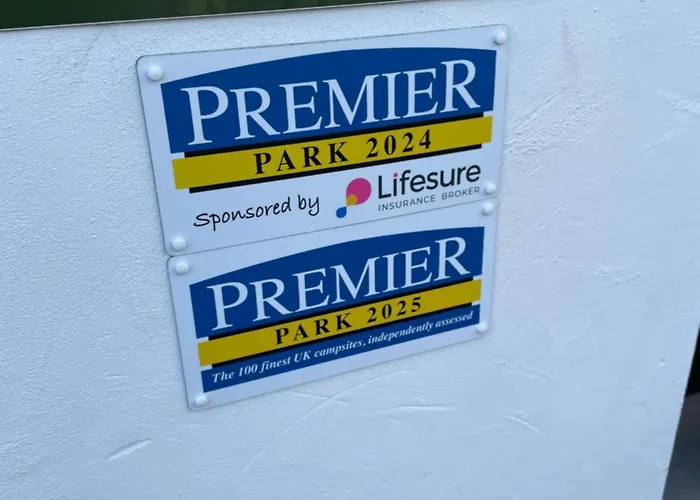 PREMIER
PARK 2024
Sponsored by Lifesure
INSURANCE BROKER
PREMIER
PARK 2025
The 100 finest UK campsites, independently assessed